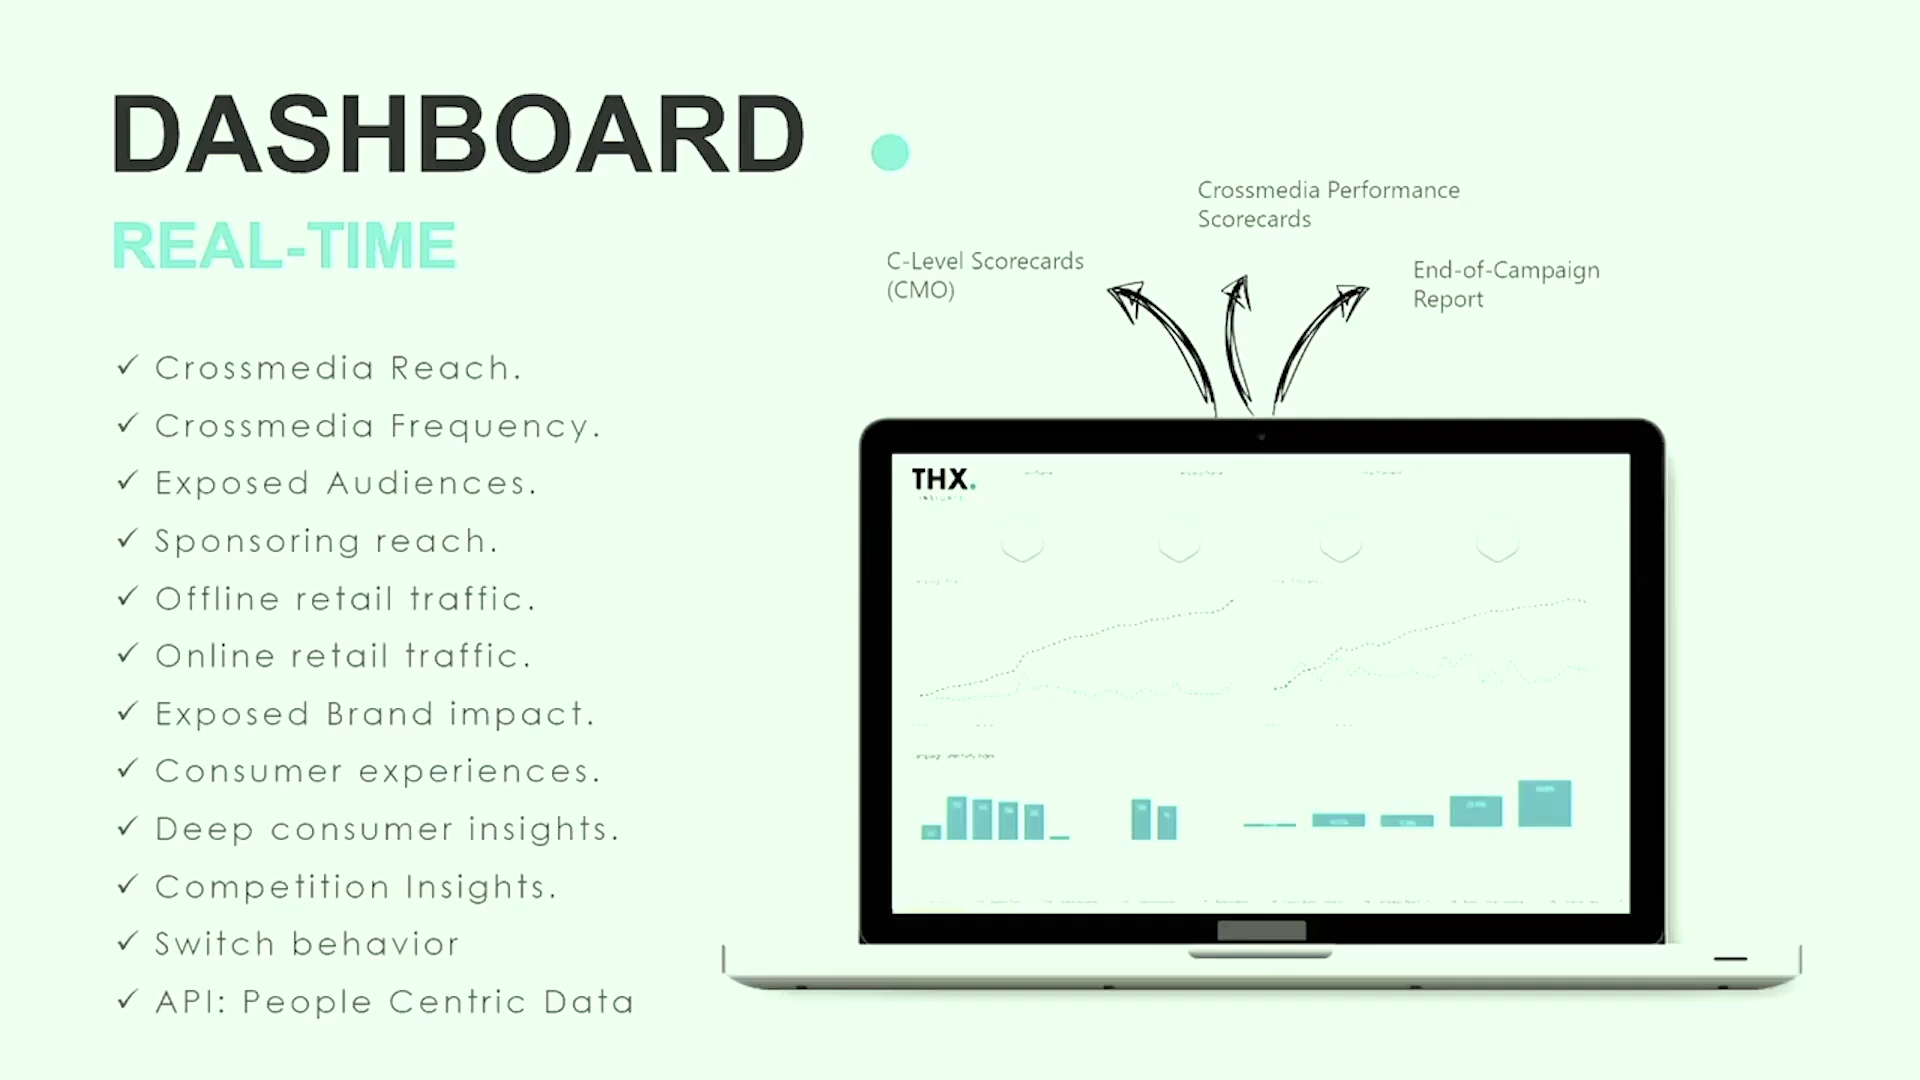 DASHBOARD
REAL-TIME
✓ Crossmedia Reach.
✓ Crossmedia Frequency.
✓ Exposed Audiences.
✓ Sponsoring reach.
✓ Offline retail traffic.
✓ Online retail traffic.
✓ Exposed Brand impact.
✓ Consumer experiences.
✓ Deep consumer insights.
✓ Competition Insights.
✓ Switch behavior
✓ API: People Centric Data
C-Level Scorecards
(CMO)
Crossmedia Performance
Scorecards
End-of-Campaign
Report
THX.
INSIGHTS